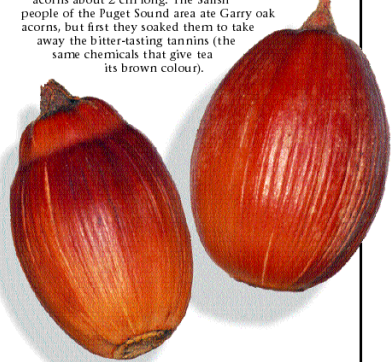 acorns about 2 cm long. The Salish
people of the Puget Sound area ate Garry oak
acorns, but first they soaked them to take
away the bitter-tasting tannins (the
same chemicals that give tea
its brown colour).